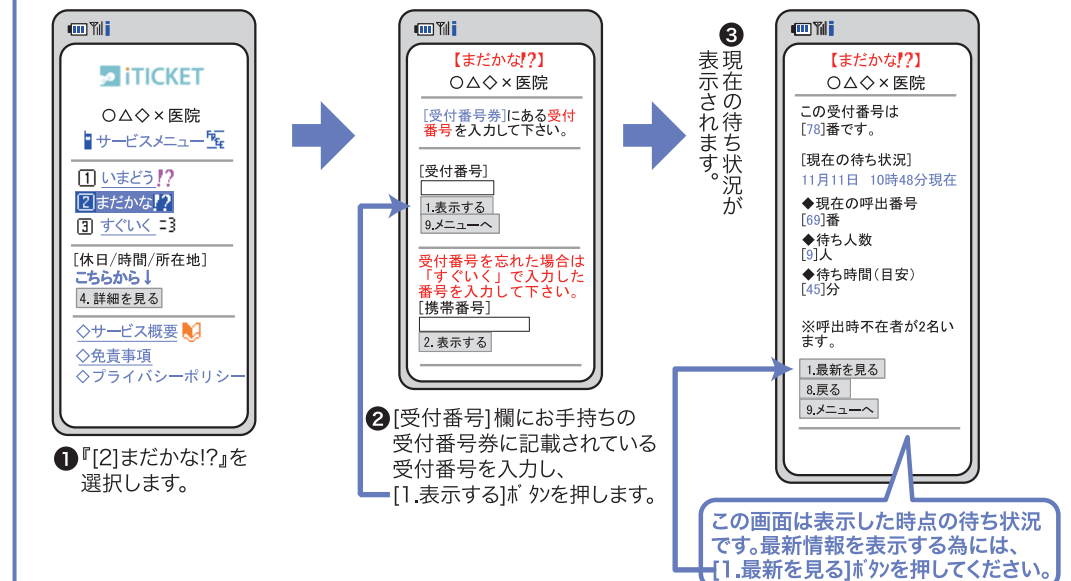 iTICKET
○△◇×医院
サービスメニュー FREE
1 いまどう!?
2 まだかな!?
3 すぐいく
[休日/時間/所在地]
こちらから↓
4.詳細を見る
◇サービス概要
◇免責事項
◇プライバシーポリシー
❶『[2]まだかな!?』を
選択します。
【まだかな!?】
○△◇×医院
[受付番号券]にある受付
番号を入力して下さい。
[受付番号]
1.表示する
9.メニューへ
受付番号を忘れた場合は
「すぐいく」で入力した
番号を入力して下さい。
[携帯番号]
2.表示する
❷[受付番号]欄にお手持ちの
受付番号券に記載されている
受付番号を入力し、
[1.表示する]ﾎﾞﾀﾝを押します。
❸現在の待ち状況が
表示されます。
【まだかな!?】
○△◇×医院
この受付番号は
[78]番です。
[現在の待ち状況]
11月11日 10時48分現在
◆現在の呼出番号
[69]番
◆待ち人数
[9]人
◆待ち時間(目安)
[45]分
※呼出時不在者が2名い
ます。
1.最新を見る
8.戻る
9.メニューへ
この画面は表示した時点の待ち状況
です。最新情報を表示する為には、
[1.最新を見る]ﾎﾞﾀﾝを押してください。